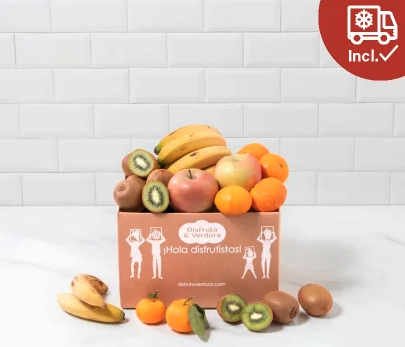 Incl.
Disfruta
& Verdura
¡Hola disfrutistas!
disfrutaverdura.com